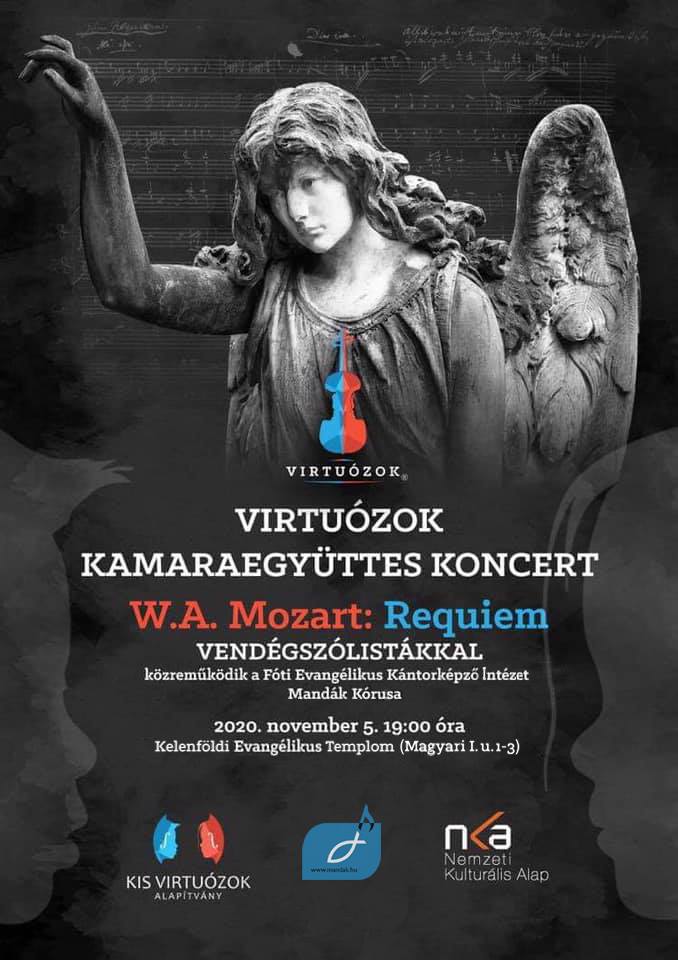 VIRTUÓZOK®
VIRTUÓZOK
KAMARAEGYÜTTES KONCERT
W.A. Mozart: Requiem
VENDÉGSZÓLISTÁKKAL
közreműködik a Fóti Evangélikus Kántorképző Intézet
Mandák Kórusa
2020. november 5. 19:00 óra
Kelenföldi Evangélikus Templom (Magyari I. u. 1-3)
KIS VIRTUÓZOK
ALAPÍTVÁNY
www.mandak.hu
nka
Nemzeti
Kulturális Alap